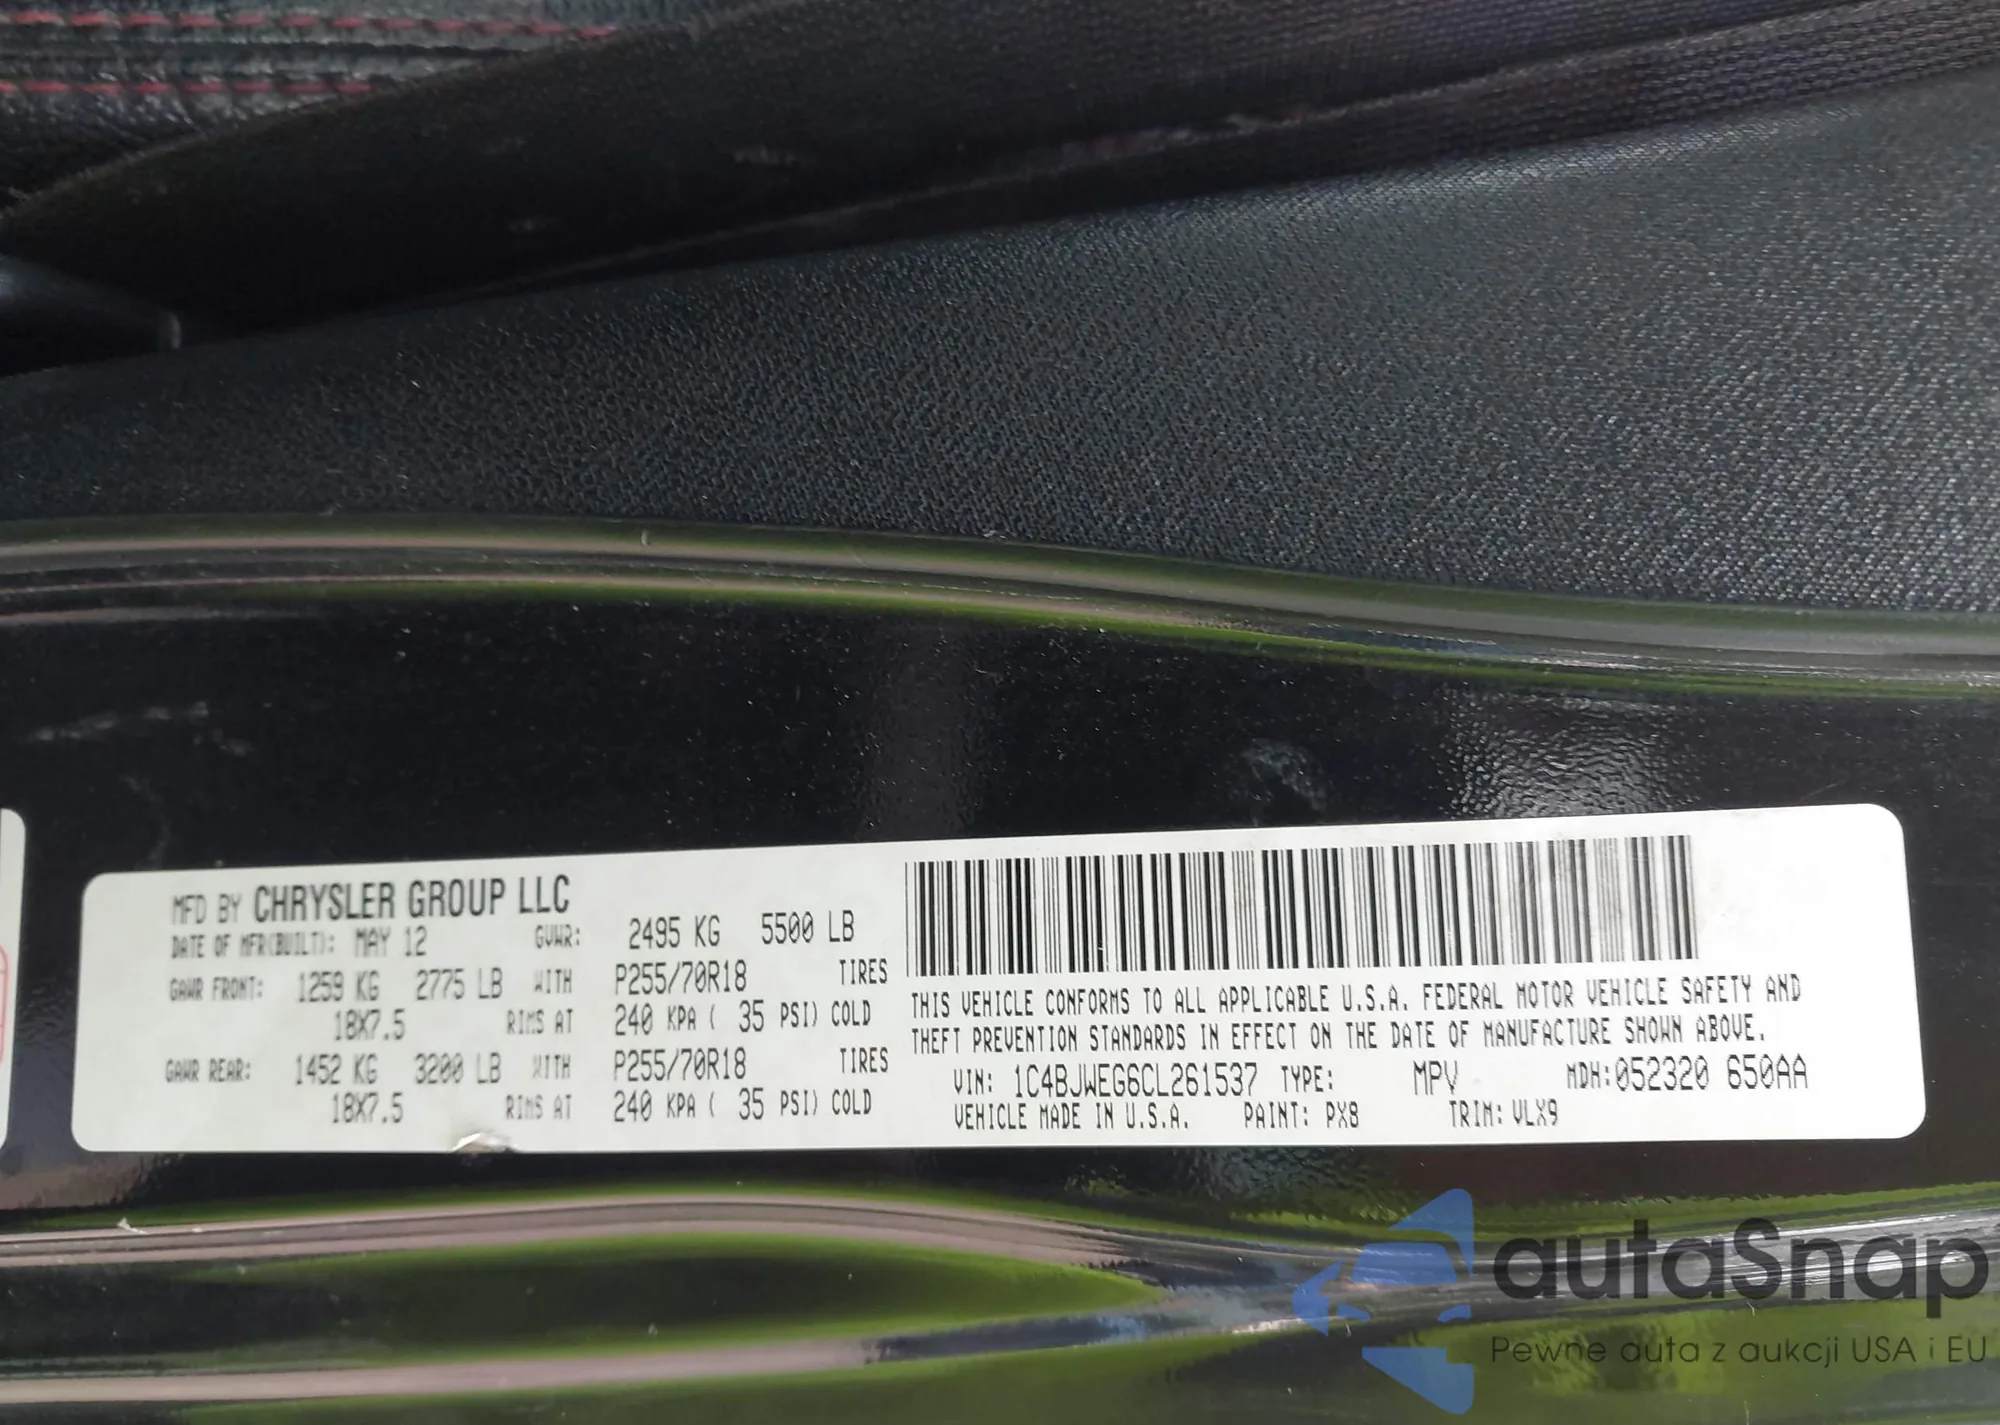 MFD BY CHRYSLER GROUP LLC
DATE OF MFR(BUILT): MAY 12 GVWR: 2495 KG 5500 LB
GAWR FRONT: 1259 KG 2775 LB WITH P255/70R18 TIRES
18X7.5 RIMS AT 240 KPA ( 35 PSI) COLD
GAWR REAR: 1452 KG 3200 LB WITH P255/70R18 TIRES
18X7.5 RIMS AT 240 KPA ( 35 PSI) COLD
THIS VEHICLE CONFORMS TO ALL APPLICABLE U.S.A. FEDERAL MOTOR VEHICLE SAFETY AND
THEFT PREVENTION STANDARDS IN EFFECT ON THE DATE OF MANUFACTURE SHOWN ABOVE.
VIN: 1C4BJWEG6CL261537 TYPE: MPV MDH:052320 650AA
VEHICLE MADE IN U.S.A. PAINT: PX8 TRIM: VLX9
autaSnap
Pewne auta z aukcji USA i EU